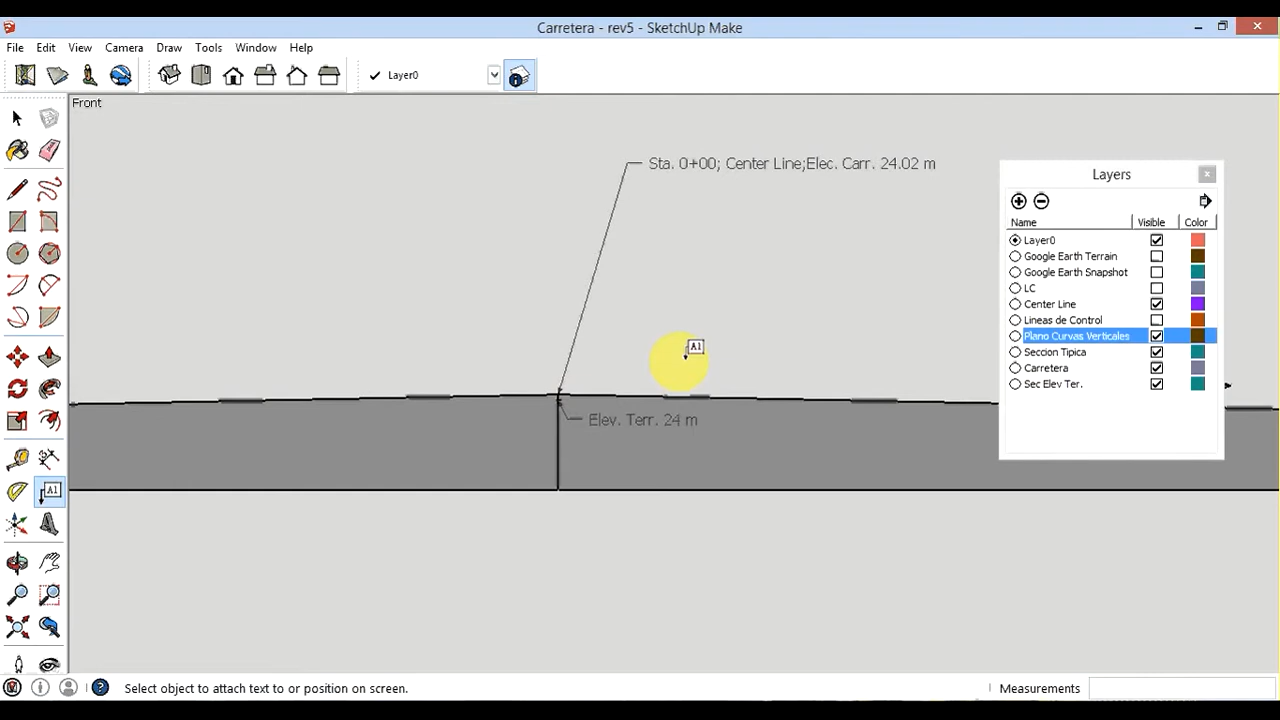 Carretera - rev5 - SketchUp Make
File Edit View Camera Draw Tools Window Help
Layer0
Front
Sta. 0+00; Center Line;Elec. Carr. 24.02 m
Elev. Terr. 24 m
Layers
Name Visible Color
Layer0
Google Earth Terrain
Google Earth Snapshot
LC
Center Line
Lineas de Control
Plano Curvas Verticales
Seccion Tipica
Carretera
Sec Elev Ter.
A1
A1
Select object to attach text to or position on screen.
Measurements